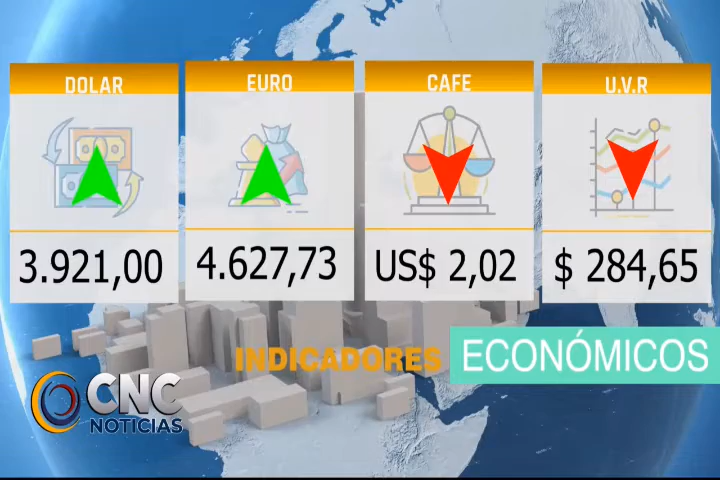 DOLAR
EURO
CAFE
U.V.R
3.921,00
4.627,73
US$ 2,02
$ 284,65
INDICADORES ECONÓMICOS
CNC
NOTICIAS